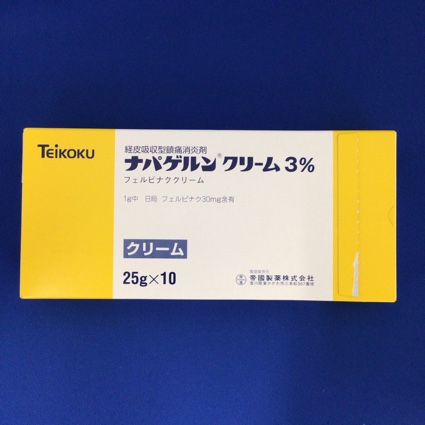 TEIKOKU
経皮吸収型鎮痛消炎剤
ナパゲルン®クリーム3%
フェルビナククリーム
1g中 日局 フェルビナク30mg含有
クリーム
25g×10
帝國製薬株式会社